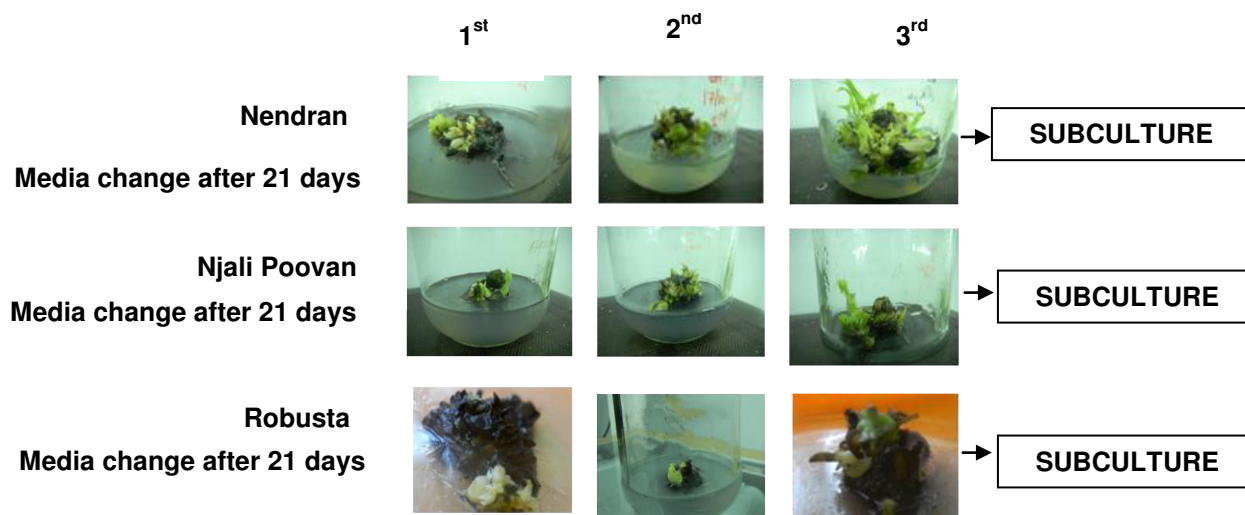 1st 2nd 3rd
Nendran
Media change after 21 days
SUBCULTURE
Njali Poovan
Media change after 21 days
SUBCULTURE
Robusta
Media change after 21 days
SUBCULTURE